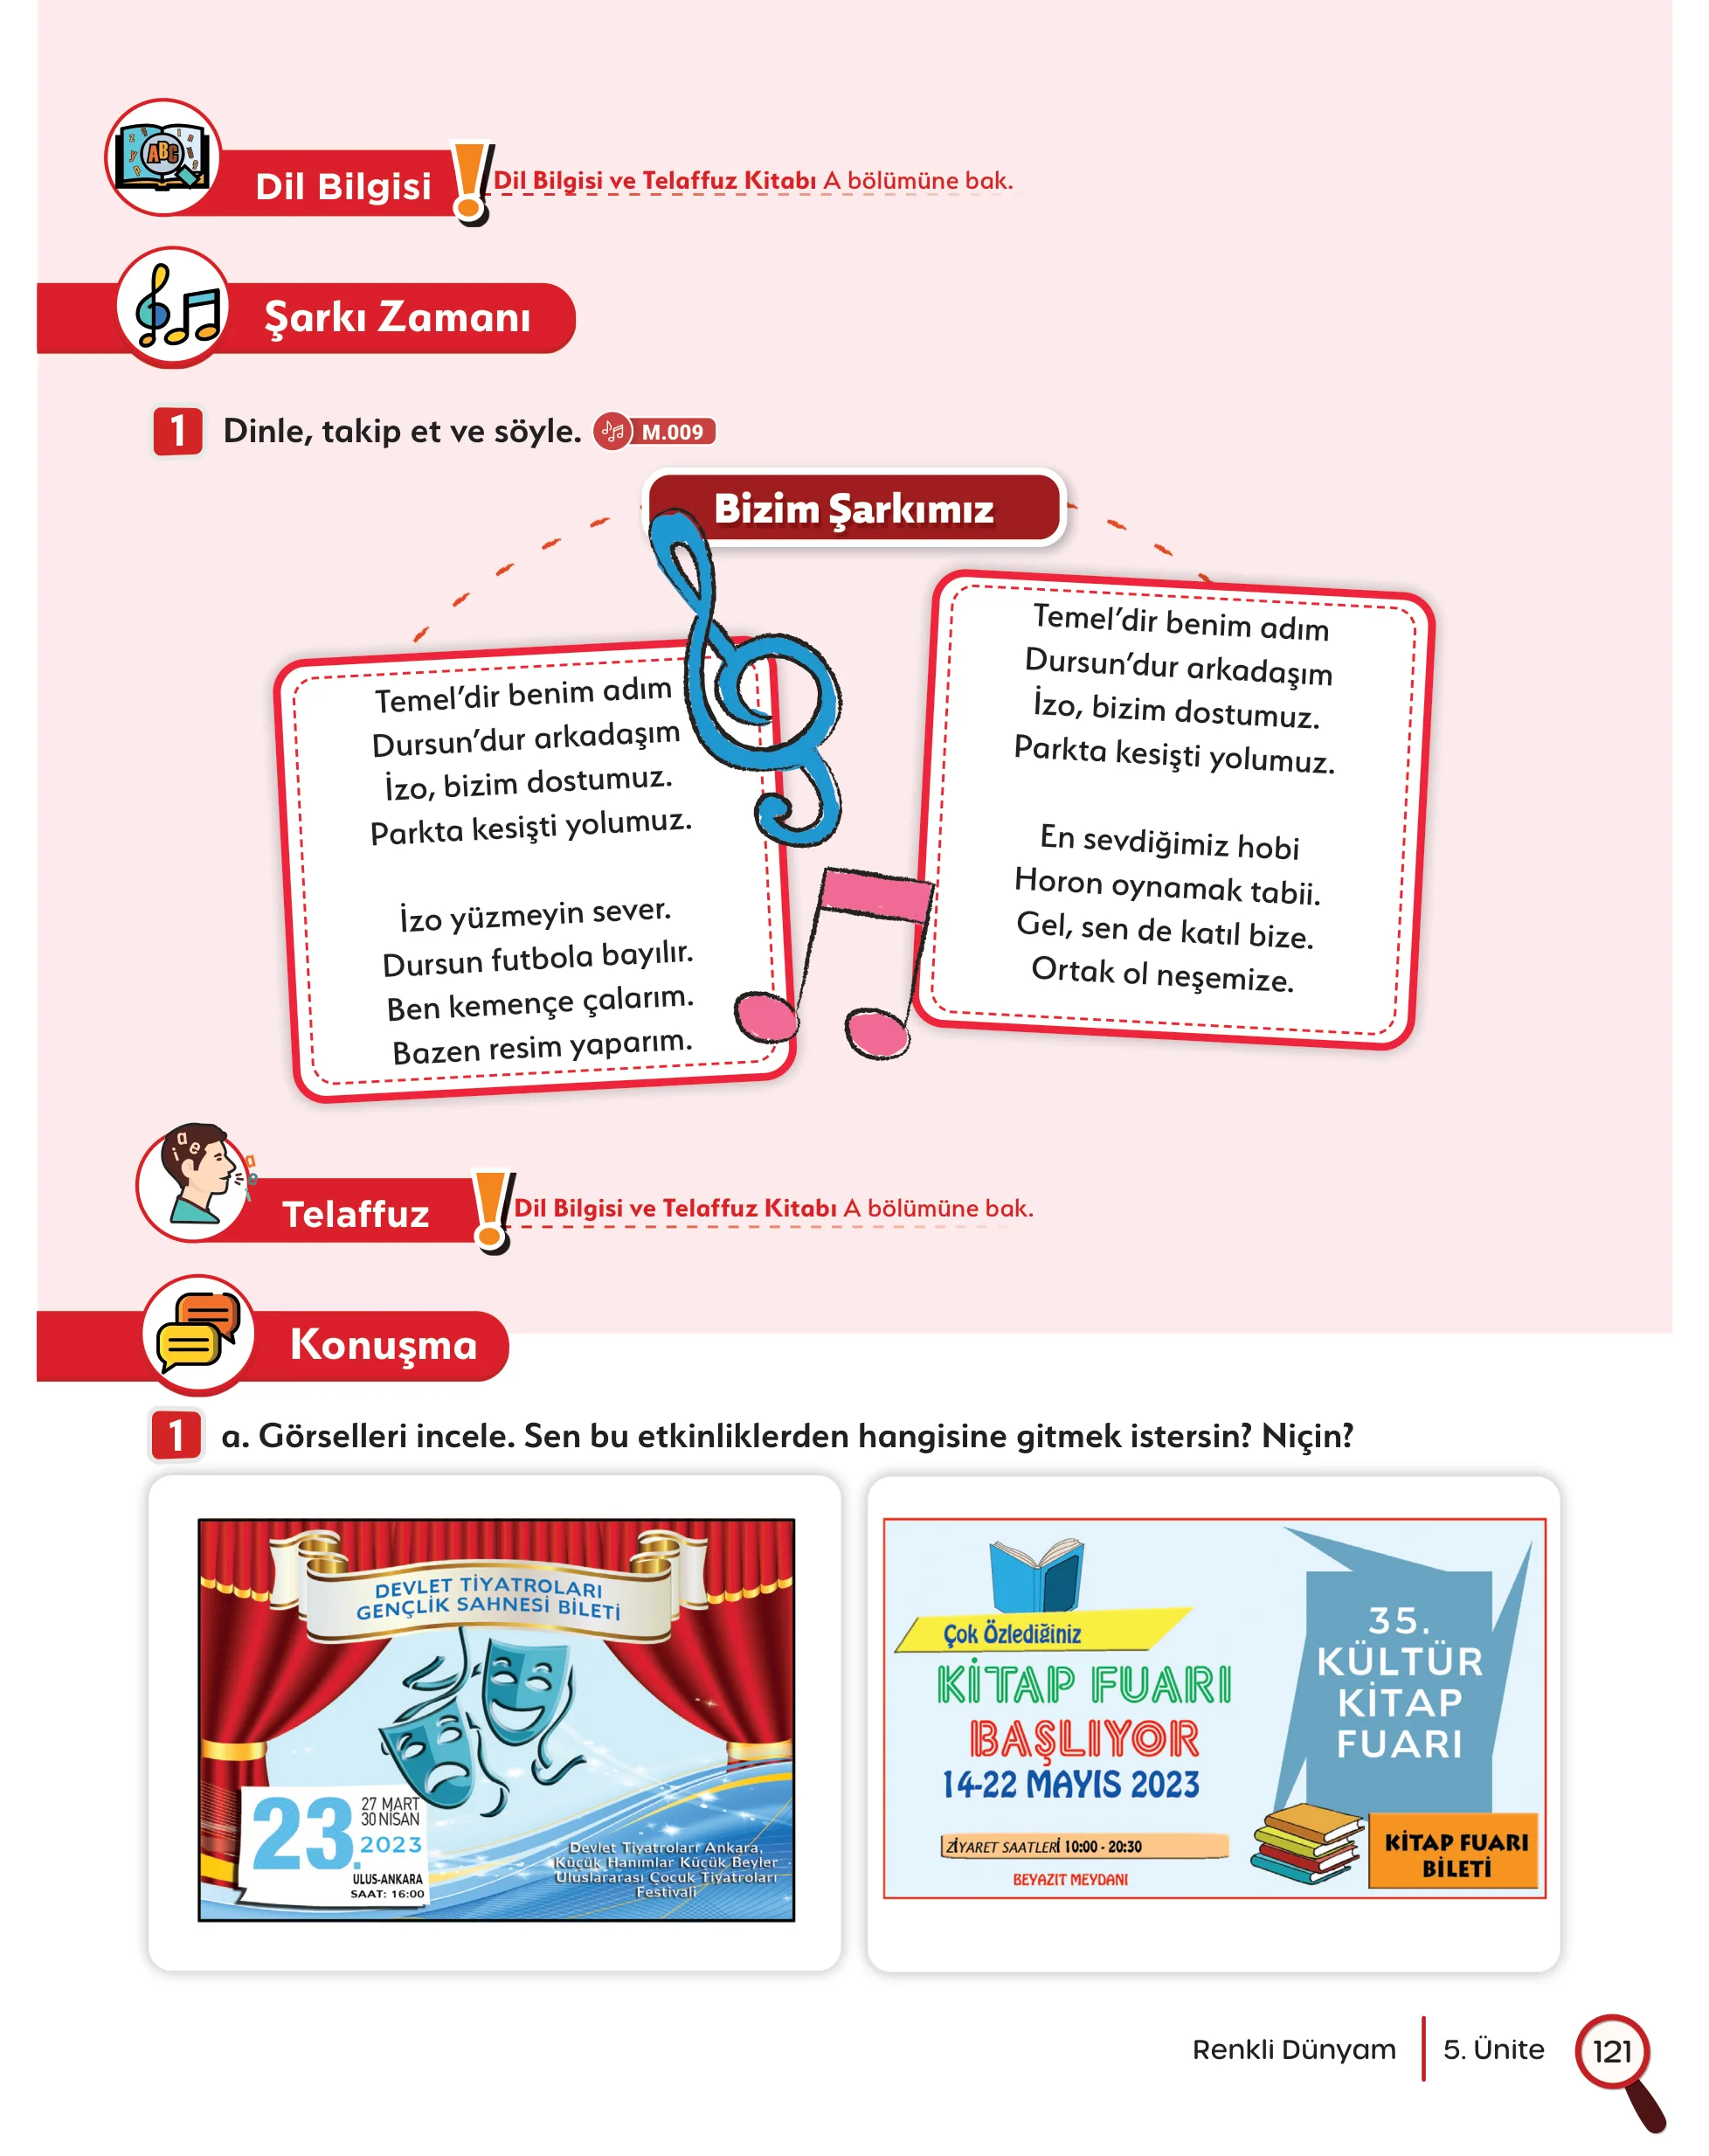 Dil Bilgisi
Dil Bilgisi ve Telaffuz Kitabı A bölümüne bak.
Şarkı Zamanı
1 Dinle, takip et ve söyle. M.009
Bizim Şarkımız
Temel’dir benim adım
Dursun’dur arkadaşım
İzo, bizim dostumuz.
Parkta kesişti yolumuz.
İzo yüzmeyin sever.
Dursun futbola bayılır.
Ben kemençe çalarım.
Bazen resim yaparım.
Temel’dir benim adım
Dursun’dur arkadaşım
İzo, bizim dostumuz.
Parkta kesişti yolumuz.
En sevdiğimiz hobi
Horon oynamak tabii.
Gel, sen de katıl bize.
Ortak ol neşemize.
Telaffuz
Dil Bilgisi ve Telaffuz Kitabı A bölümüne bak.
Konuşma
1 a. Görselleri incele. Sen bu etkinliklerden hangisine gitmek istersin? Niçin?
DEVLET TİYATROLARI
GENÇLİK SAHNESİ BİLETİ
23.
27 MART
30 NİSAN
2023
ULUS-ANKARA
SAAT: 16:00
Devlet Tiyatroları Ankara,
Küçük Hanımlar Küçük Beyler
Uluslararası Çocuk Tiyatroları
Festivali
Çok Özlediğiniz
KİTAP FUARI
BAŞLIYOR
14-22 MAYIS 2023
ZİYARET SAATLERİ 10:00 - 20:30
BEYAZIT MEYDANI
35.
KÜLTÜR
KİTAP
FUARI
KİTAP FUARI
BİLETİ
Renkli Dünyam | 5. Ünite 121